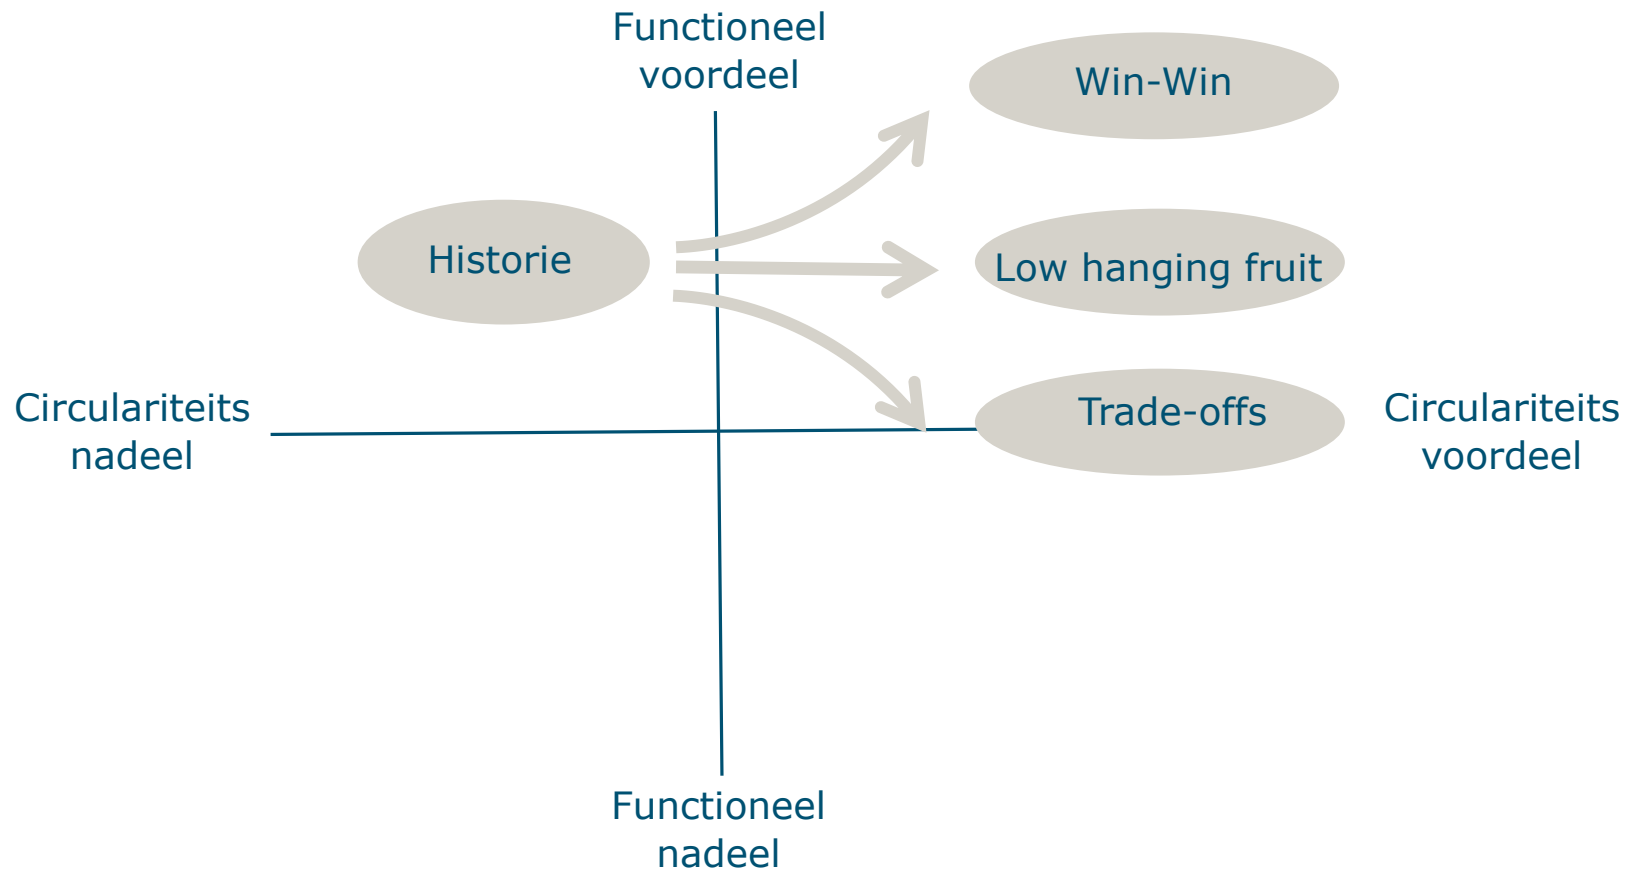 Functioneel
voordeel
Win-Win
Historie
Low hanging fruit
Circulariteits
nadeel
Trade-offs
Circulariteits
voordeel
Functioneel
nadeel